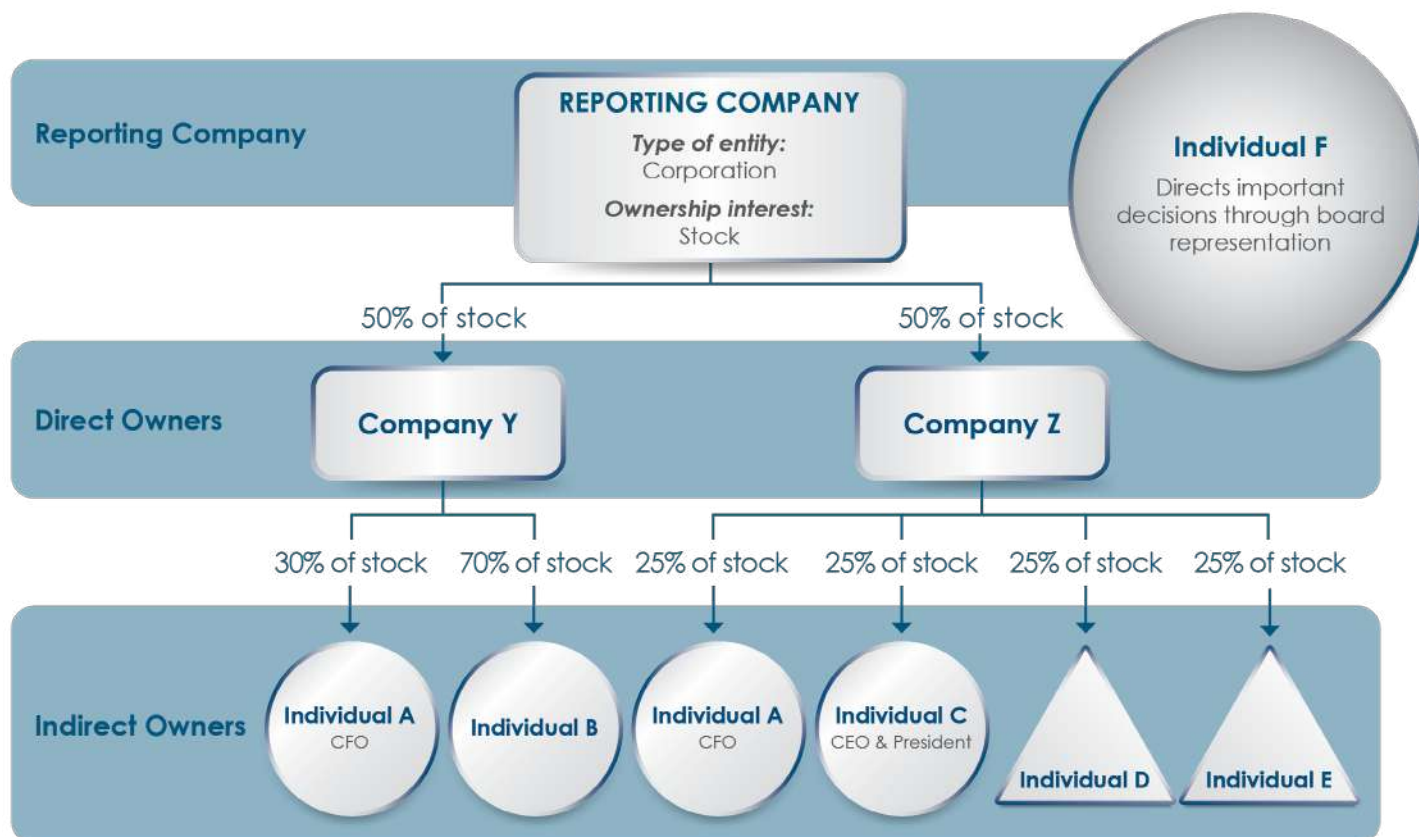 Reporting Company
REPORTING COMPANY
Type of entity:
Corporation
Ownership interest:
Stock
Individual F
Directs important
decisions through board
representation
50% of stock
50% of stock
Direct Owners
Company Y
Company Z
30% of stock
70% of stock
25% of stock
25% of stock
25% of stock
25% of stock
Indirect Owners
Individual A
CFO
Individual B
Individual A
CFO
Individual C
CEO & President
Individual D
Individual E